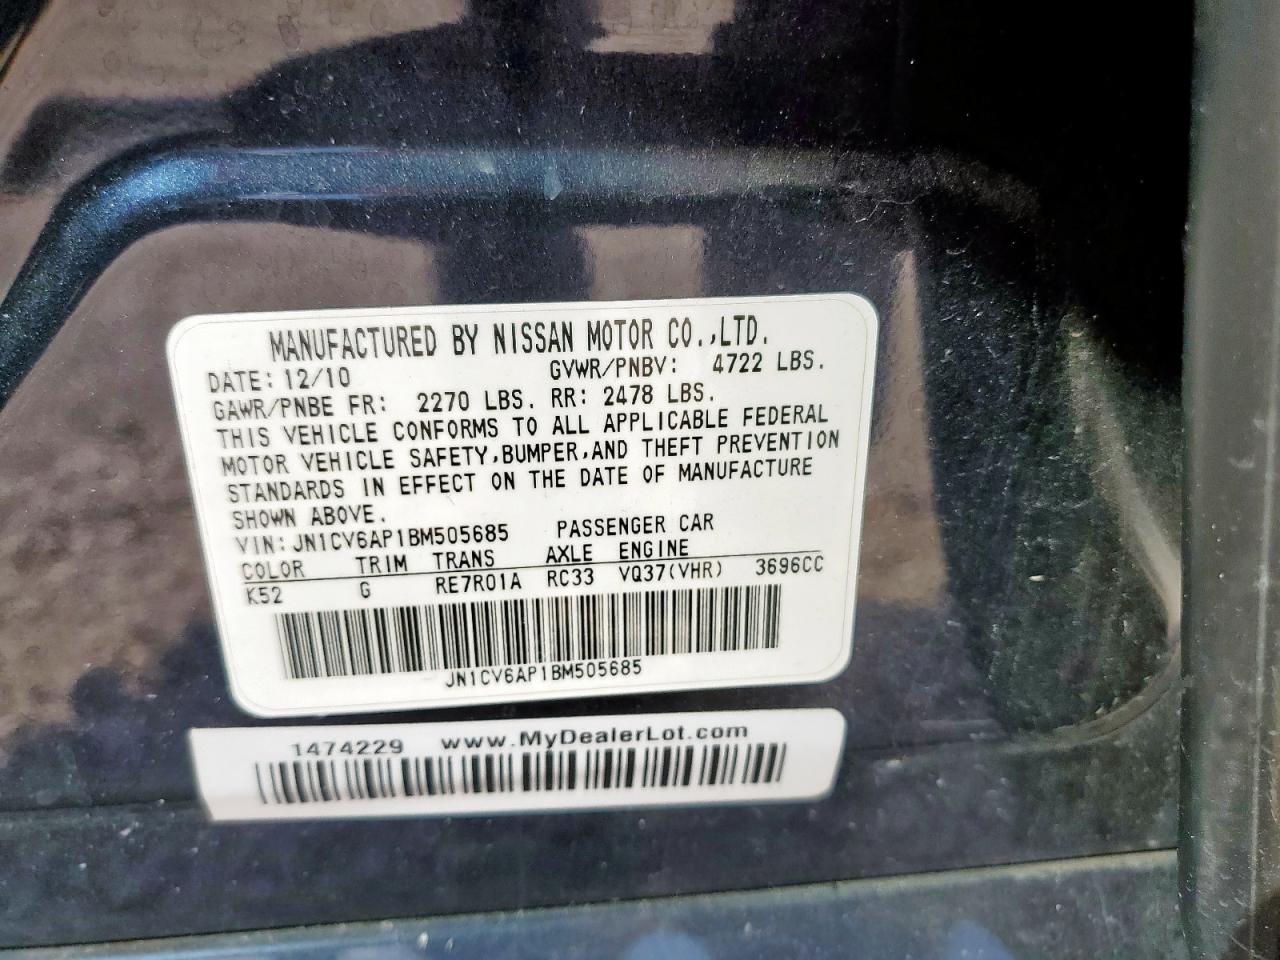 MANUFACTURED BY NISSAN MOTOR CO.,LTD.
DATE: 12/10 GVWR/PNBV: 4722 LBS.
GAWR/PNBE FR: 2270 LBS. RR: 2478 LBS.
THIS VEHICLE CONFORMS TO ALL APPLICABLE FEDERAL
MOTOR VEHICLE SAFETY,BUMPER,AND THEFT PREVENTION
STANDARDS IN EFFECT ON THE DATE OF MANUFACTURE
SHOWN ABOVE.
VIN: JN1CV6AP1BM505685 PASSENGER CAR
COLOR TRIM TRANS AXLE ENGINE
K52 G RE7R01A RC33 VQ37(VHR) 3696CC
JN1CV6AP1BM505685
1474229 www.MyDealerLot.com